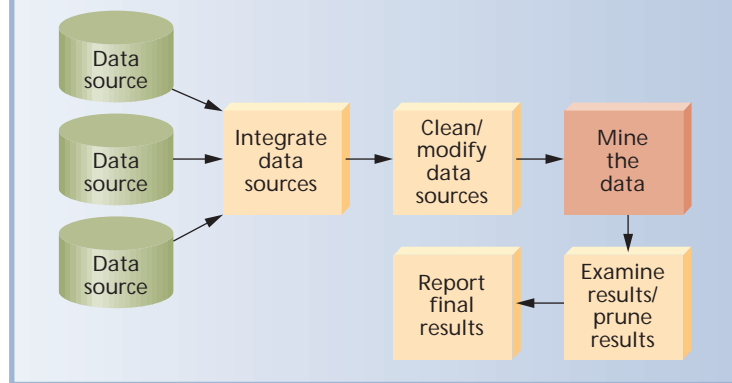 Data
source
Data
source
Data
source
Integrate
data
sources
Clean/
modify
data
sources
Mine
the
data
Examine
results/
prune
results
Report
final
results